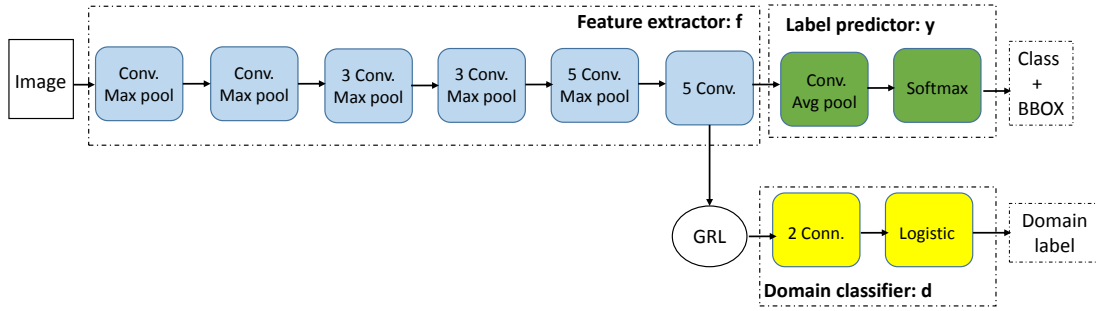 Feature extractor: f
Label predictor: y
Image
Conv.
Max pool
Conv.
Max pool
3 Conv.
Max pool
3 Conv.
Max pool
5 Conv.
Max pool
5 Conv.
Conv.
Avg pool
Softmax
Class
+
BBOX
GRL
2 Conn.
Logistic
Domain
label
Domain classifier: d